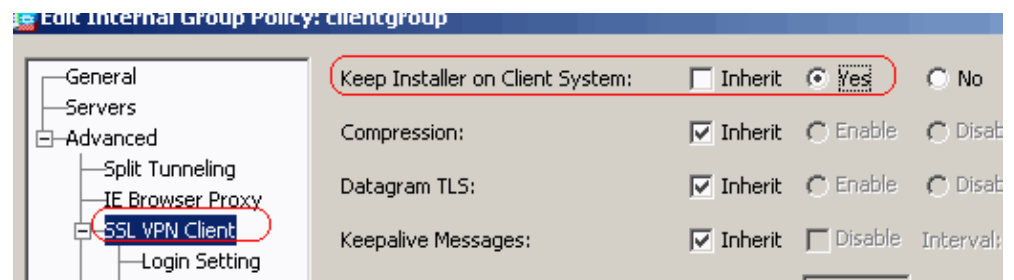 Edit Internal Group Policy: clientgroup
General
Servers
Advanced
Split Tunneling
IE Browser Proxy
SSL VPN Client
Login Setting
Keep Installer on Client System: Inherit Yes No
Compression: Inherit Enable Disab
Datagram TLS: Inherit Enable Disab
Keepalive Messages: Inherit Disable Interval: